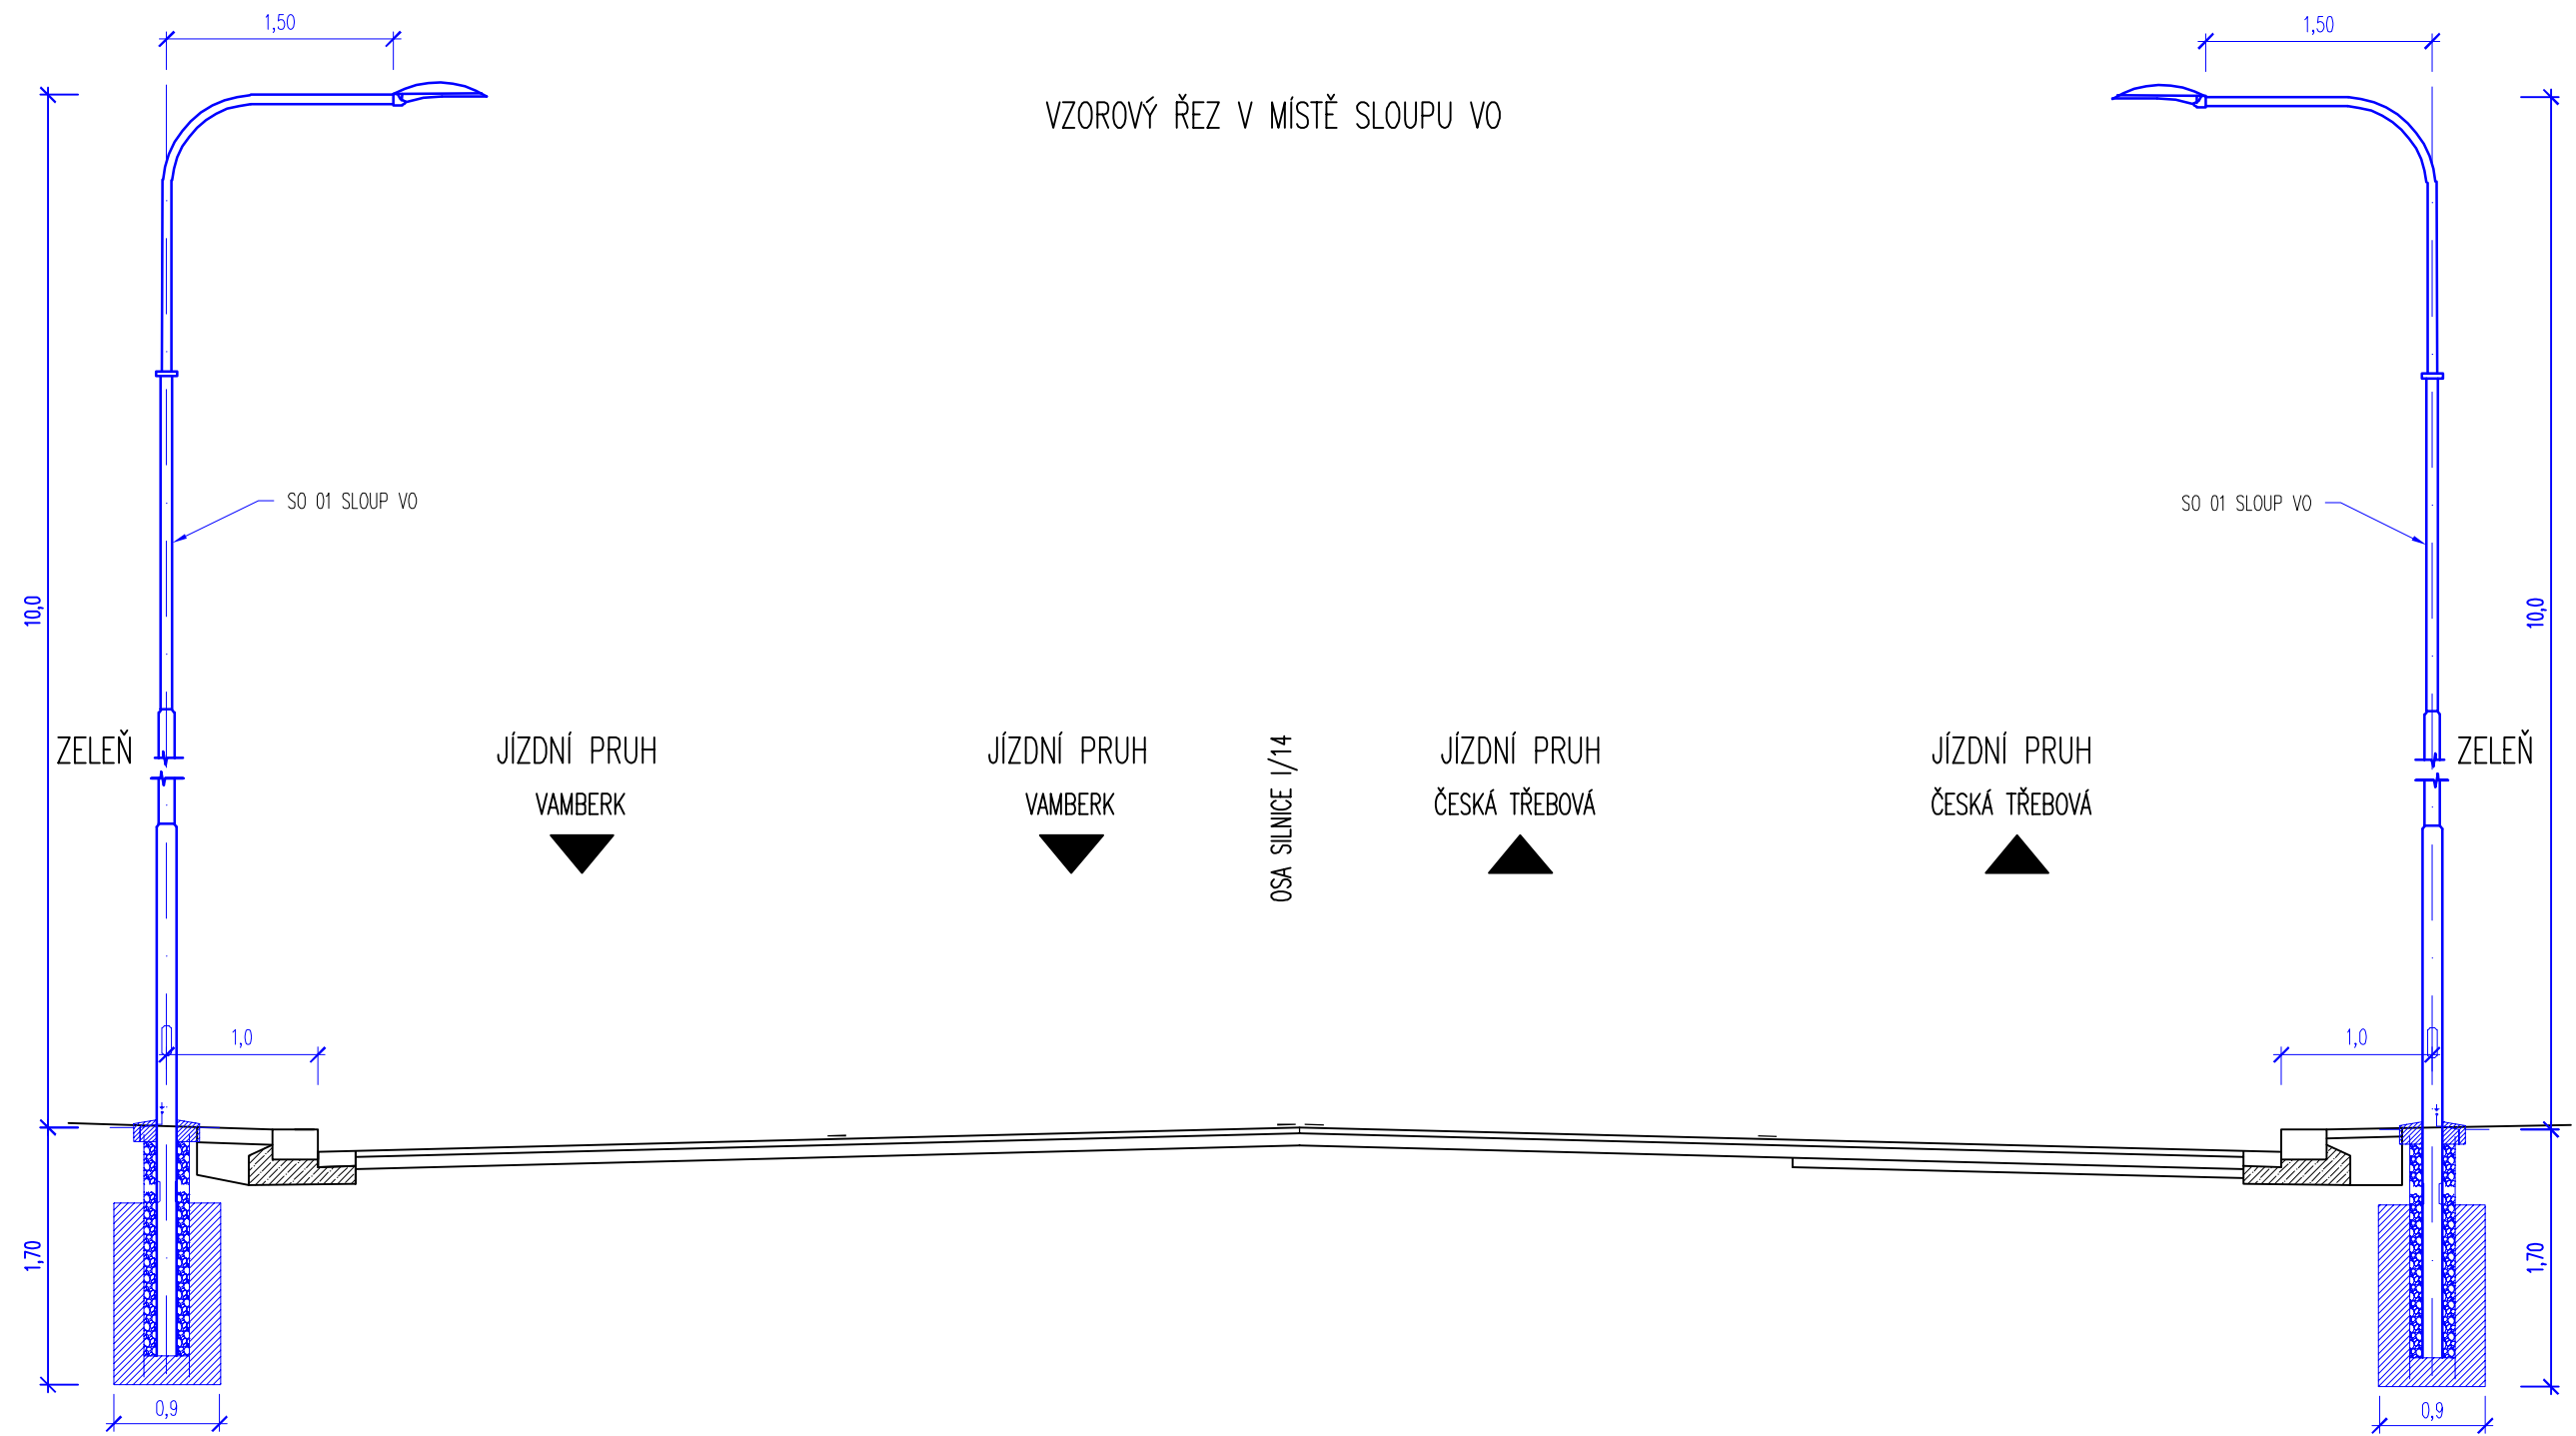 1,50
1,50
VZOROVÝ ŘEZ V MÍSTĚ SLOUPU VO
SO 01 SLOUP VO
SO 01 SLOUP VO
10,0
10,0
ZELEŇ
JÍZDNÍ PRUH
VAMBERK
JÍZDNÍ PRUH
VAMBERK
OSA SILNICE I/14
JÍZDNÍ PRUH
ČESKÁ TŘEBOVÁ
JÍZDNÍ PRUH
ČESKÁ TŘEBOVÁ
ZELEŇ
1,0
1,0
1,70
1,70
0,9
0,9